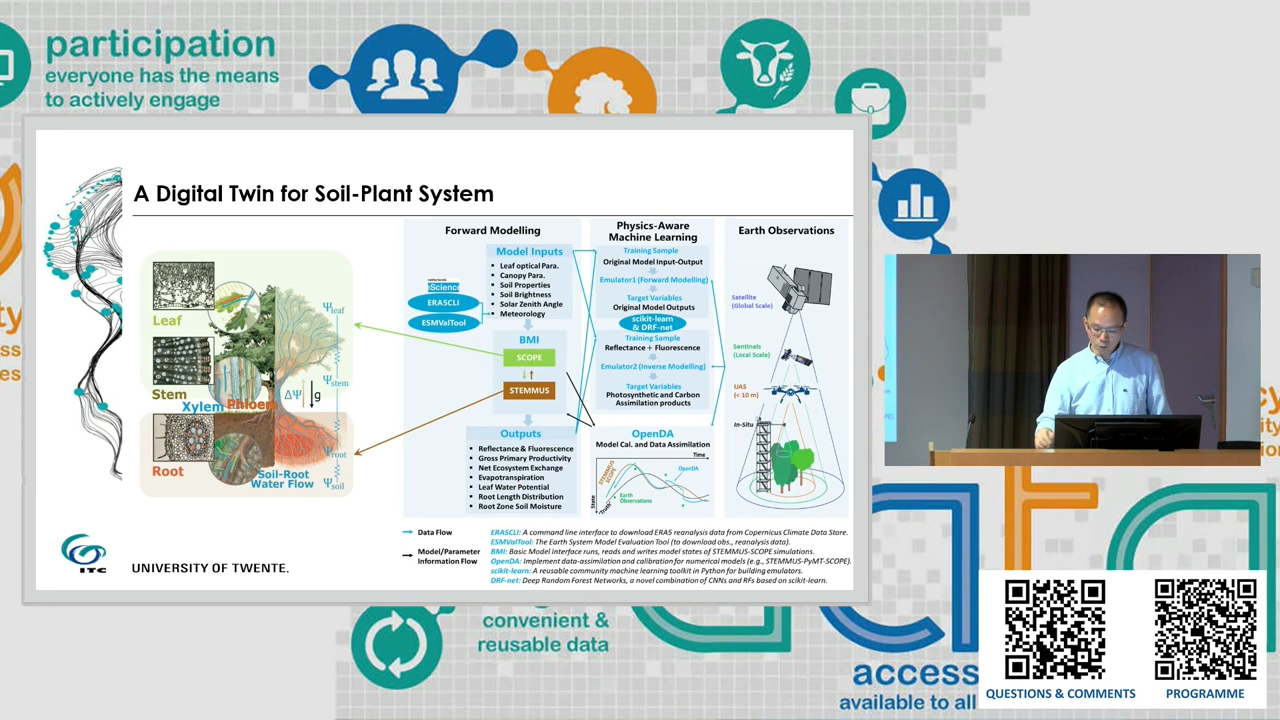 participation
everyone has the means
to actively engage
A Digital Twin for Soil-Plant System
Leaf
Stem
Xylem Phloem
Root
Soil-Root
Water Flow
Ψleaf
Ψstem
ΔΨ
g
Ψroot
Ψsoil
Forward Modelling
Model Inputs
Leaf optical Para.
Canopy Para.
Soil Properties
Soil Brightness
Solar Zenith Angle
Meteorology
ERA5CLI
ESMValTool
BMI
SCOPE
STEMMUS
Outputs
Reflectance & Fluorescence
Gross Primary Productivity
Net Ecosystem Exchange
Evapotranspiration
Leaf Water Potential
Root Length Distribution
Root Zone Soil Moisture
Physics-Aware
Machine Learning
Training Sample
Original Model Input-Output
Emulator1 (Forward Modelling)
Target Variables
Original Model Outputs
scikit-learn
& DRF-net
Training Sample
Reflectance + Fluorescence
Emulator2 (Inverse Modelling)
Target Variables
Photosynthetic and Carbon
Assimilation products
OpenDA
Model Cal. and Data Assimilation
Time
OpenDA
STEMMUS
SCOPE
Earth
Observations
State
"Truth"
Earth Observations
Satellite
(Global Scale)
Sentinels
(Local Scale)
UAS
(< 10 m)
In-Situ
Data Flow
Model/Parameter
Information Flow
ERA5CLI: A command line interface to download ERA5 reanalysis data from Copernicus Climate Data Store.
ESMValTool: The Earth System Model Evaluation Tool (to download obs., reanalysis data).
BMI: Basic Model Interface runs, reads and writes model states of STEMMUS-SCOPE simulations.
OpenDA: Implement data-assimilation and calibration for numerical models (e.g., STEMMUS-PyMT-SCOPE).
scikit-learn: A reusable community machine learning toolkit in Python for building emulators.
DRF-net: Deep Random Forest Networks, a novel combination of CNNs and RFs based on scikit-learn.
ITC
UNIVERSITY OF TWENTE.
convenient &
reusable data
access
available to all
QUESTIONS & COMMENTS
PROGRAMME